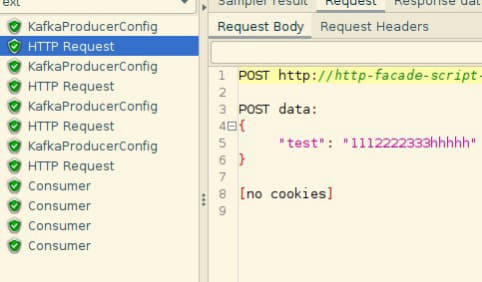 ext
Sampler result Request Response data
Request Body Request Headers
KafkaProducerConfig
HTTP Request
KafkaProducerConfig
HTTP Request
KafkaProducerConfig
HTTP Request
KafkaProducerConfig
HTTP Request
Consumer
Consumer
Consumer
Consumer
1 POST http://http-facade-script-
2
3 POST data:
4 {
5 "test": "1112222333hhhhh"
6 }
7
8 [no cookies]
9